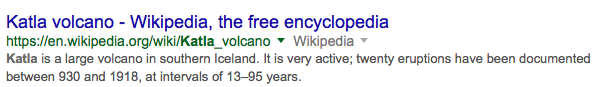 Katla volcano - Wikipedia, the free encyclopedia
https://en.wikipedia.org/wiki/Katla_volcano Wikipedia
Katla is a large volcano in southern Iceland. It is very active; twenty eruptions have been documented
between 930 and 1918, at intervals of 13–95 years.